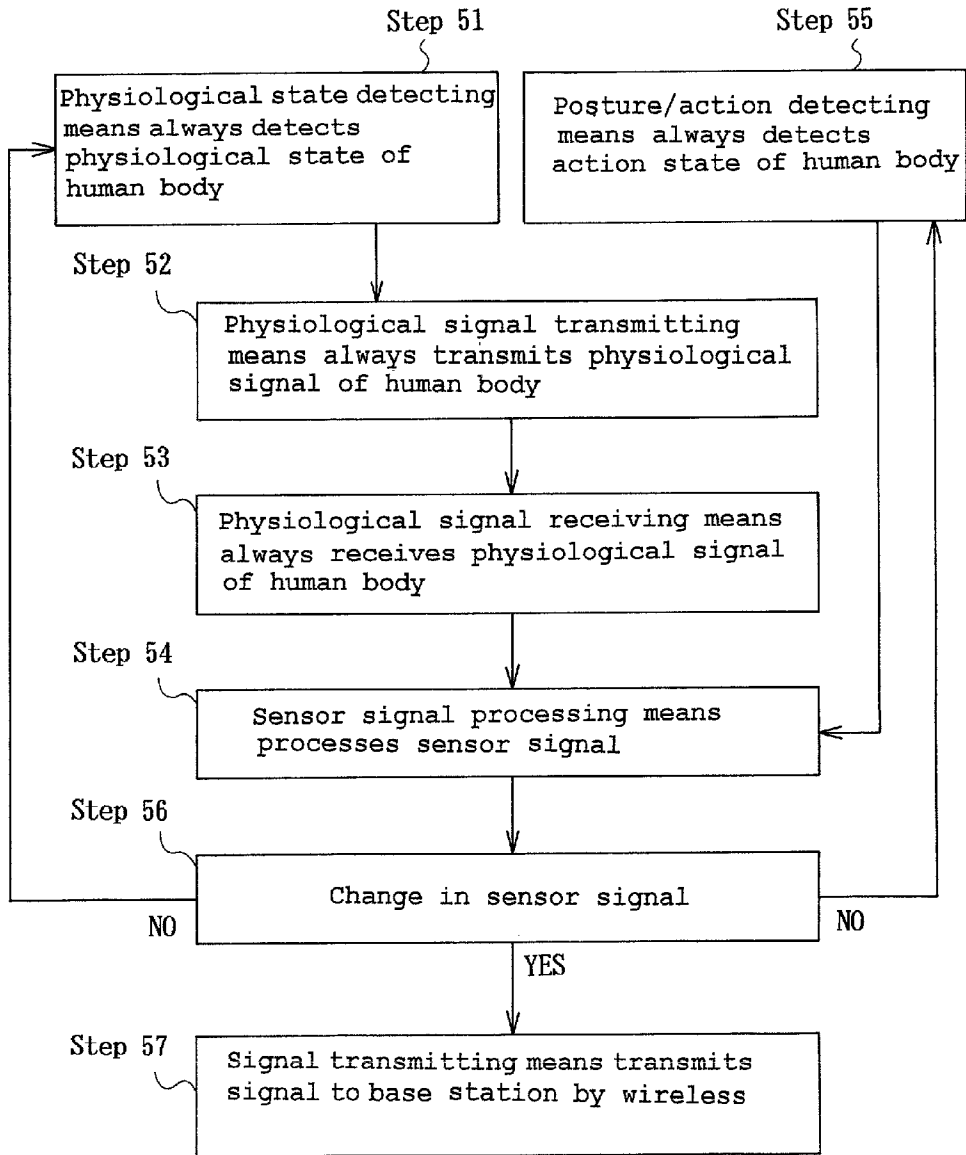 Step 51
Step 55
Physiological state detecting
means always detects
physiological state of
human body
Posture/action detecting
means always detects
action state of human body
Step 52
Physiological signal transmitting
means always transmits physiological
signal of human body
Step 53
Physiological signal receiving means
always receives physiological signal
of human body
Step 54
Sensor signal processing means
processes sensor signal
Step 56
Change in sensor signal
NO
NO
YES
Step 57
Signal transmitting means transmits
signal to base station by wireless